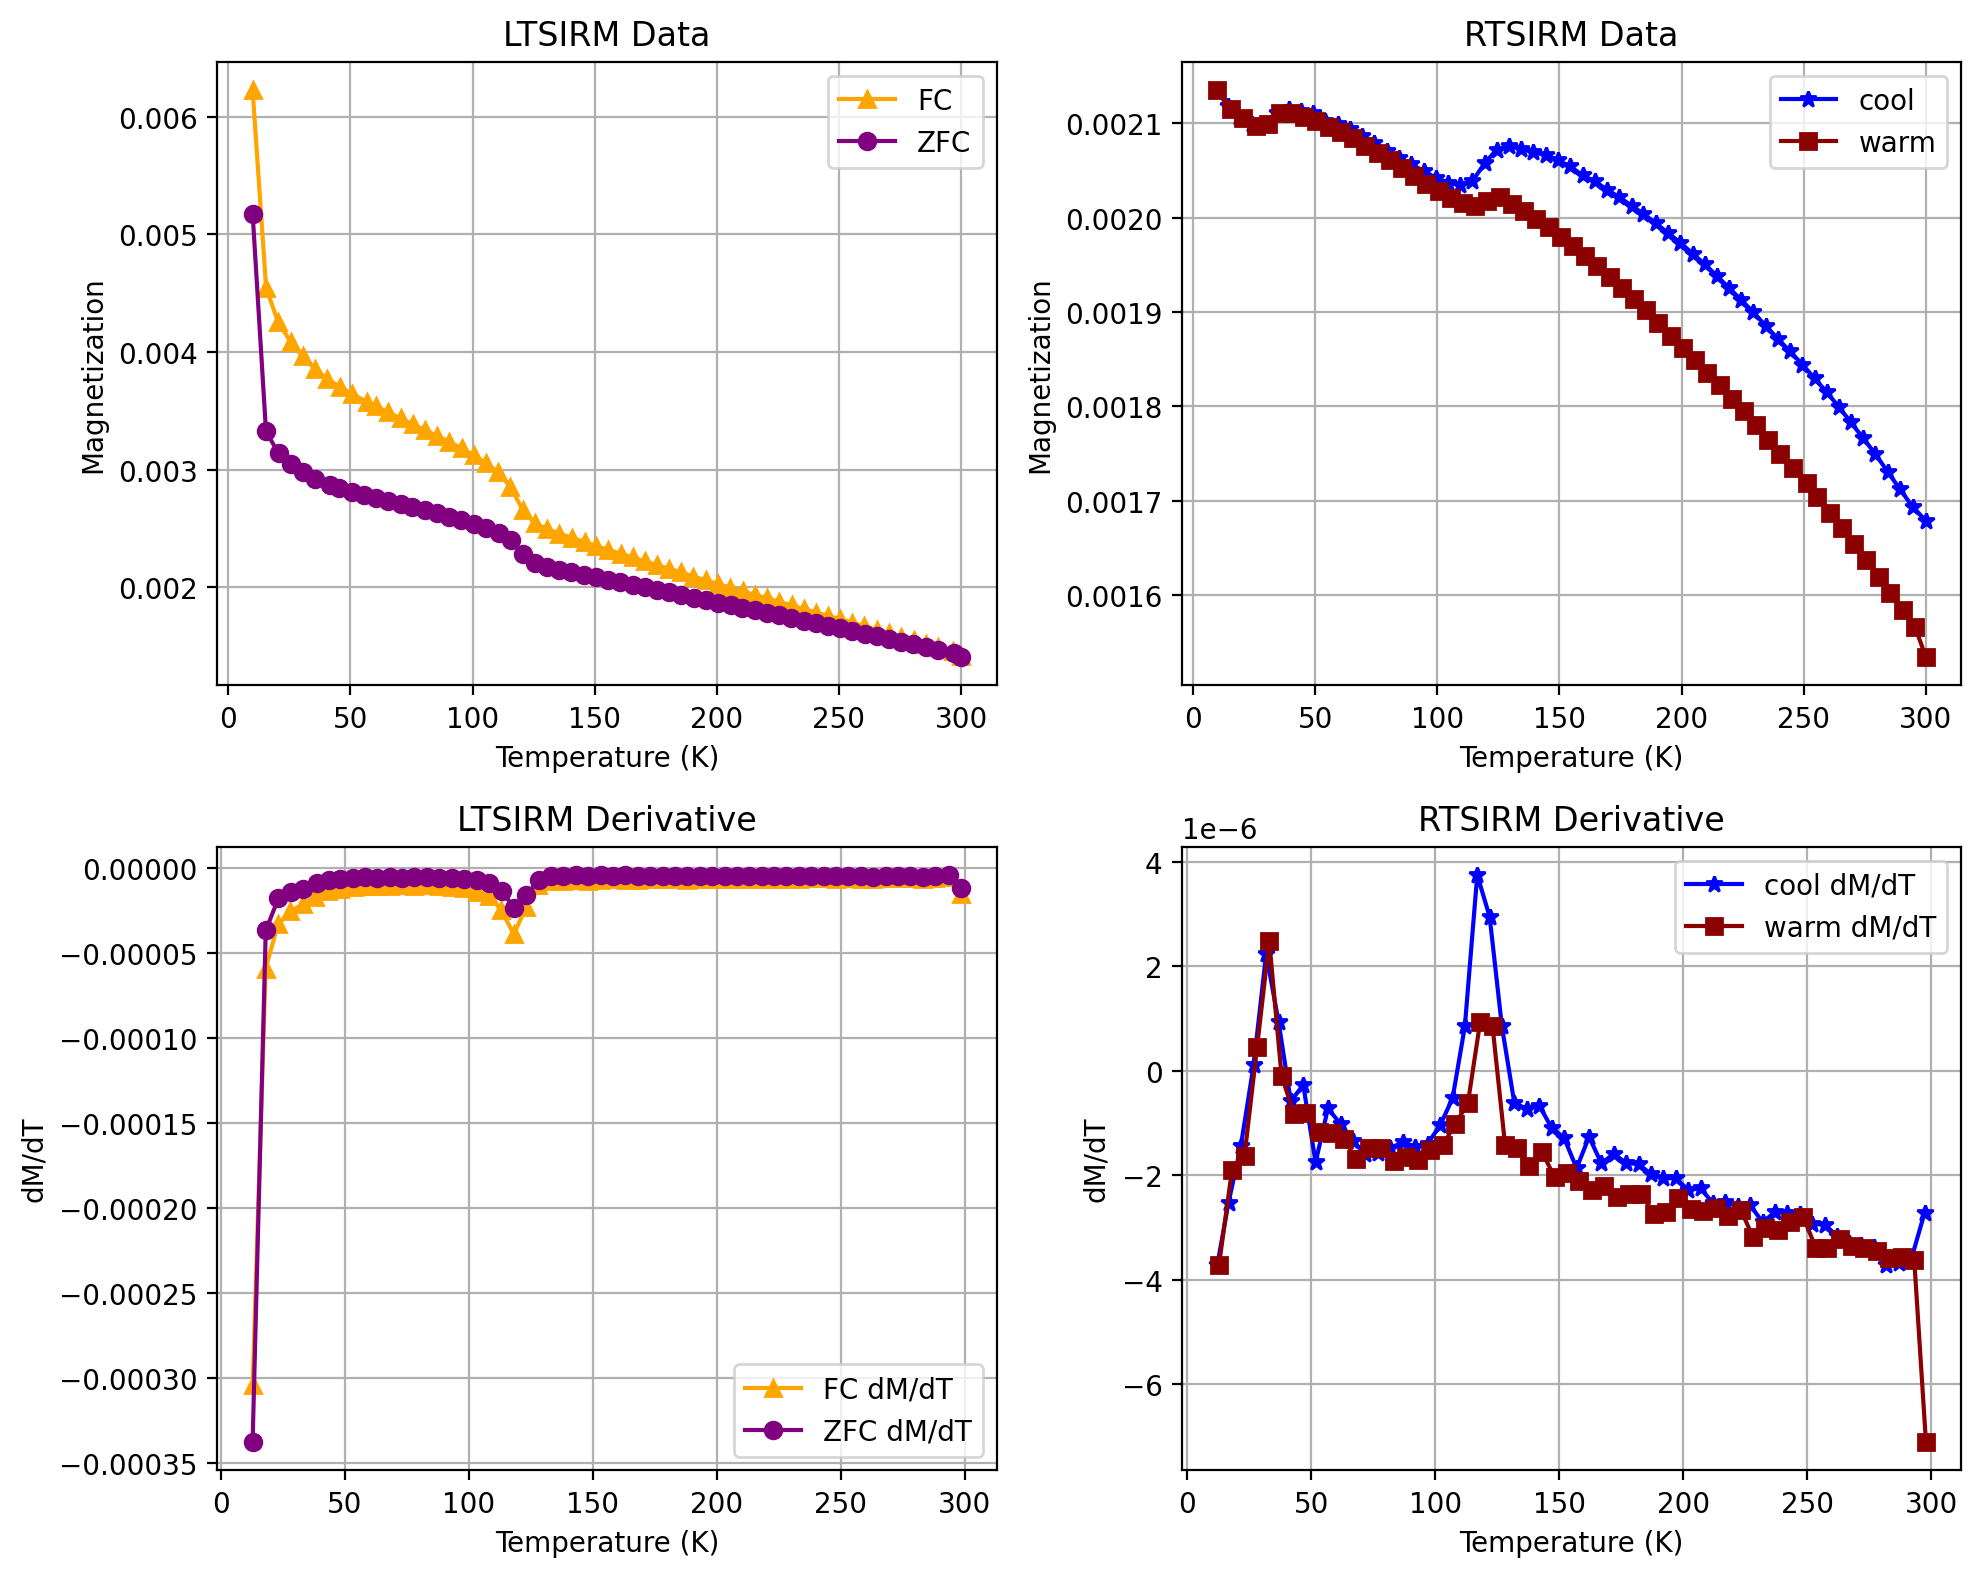 LTSIRM Data
FC
ZFC
Magnetization
0.006
0.005
0.004
0.003
0.002
0 50 100 150 200 250 300
Temperature (K)
RTSIRM Data
cool
warm
Magnetization
0.0021
0.0020
0.0019
0.0018
0.0017
0.0016
0 50 100 150 200 250 300
Temperature (K)
LTSIRM Derivative
dM/dT
0.00000
−0.00005
−0.00010
−0.00015
−0.00020
−0.00025
−0.00030
−0.00035
FC dM/dT
ZFC dM/dT
0 50 100 150 200 250 300
Temperature (K)
RTSIRM Derivative
1e−6
cool dM/dT
warm dM/dT
dM/dT
4
2
0
−2
−4
−6
0 50 100 150 200 250 300
Temperature (K)